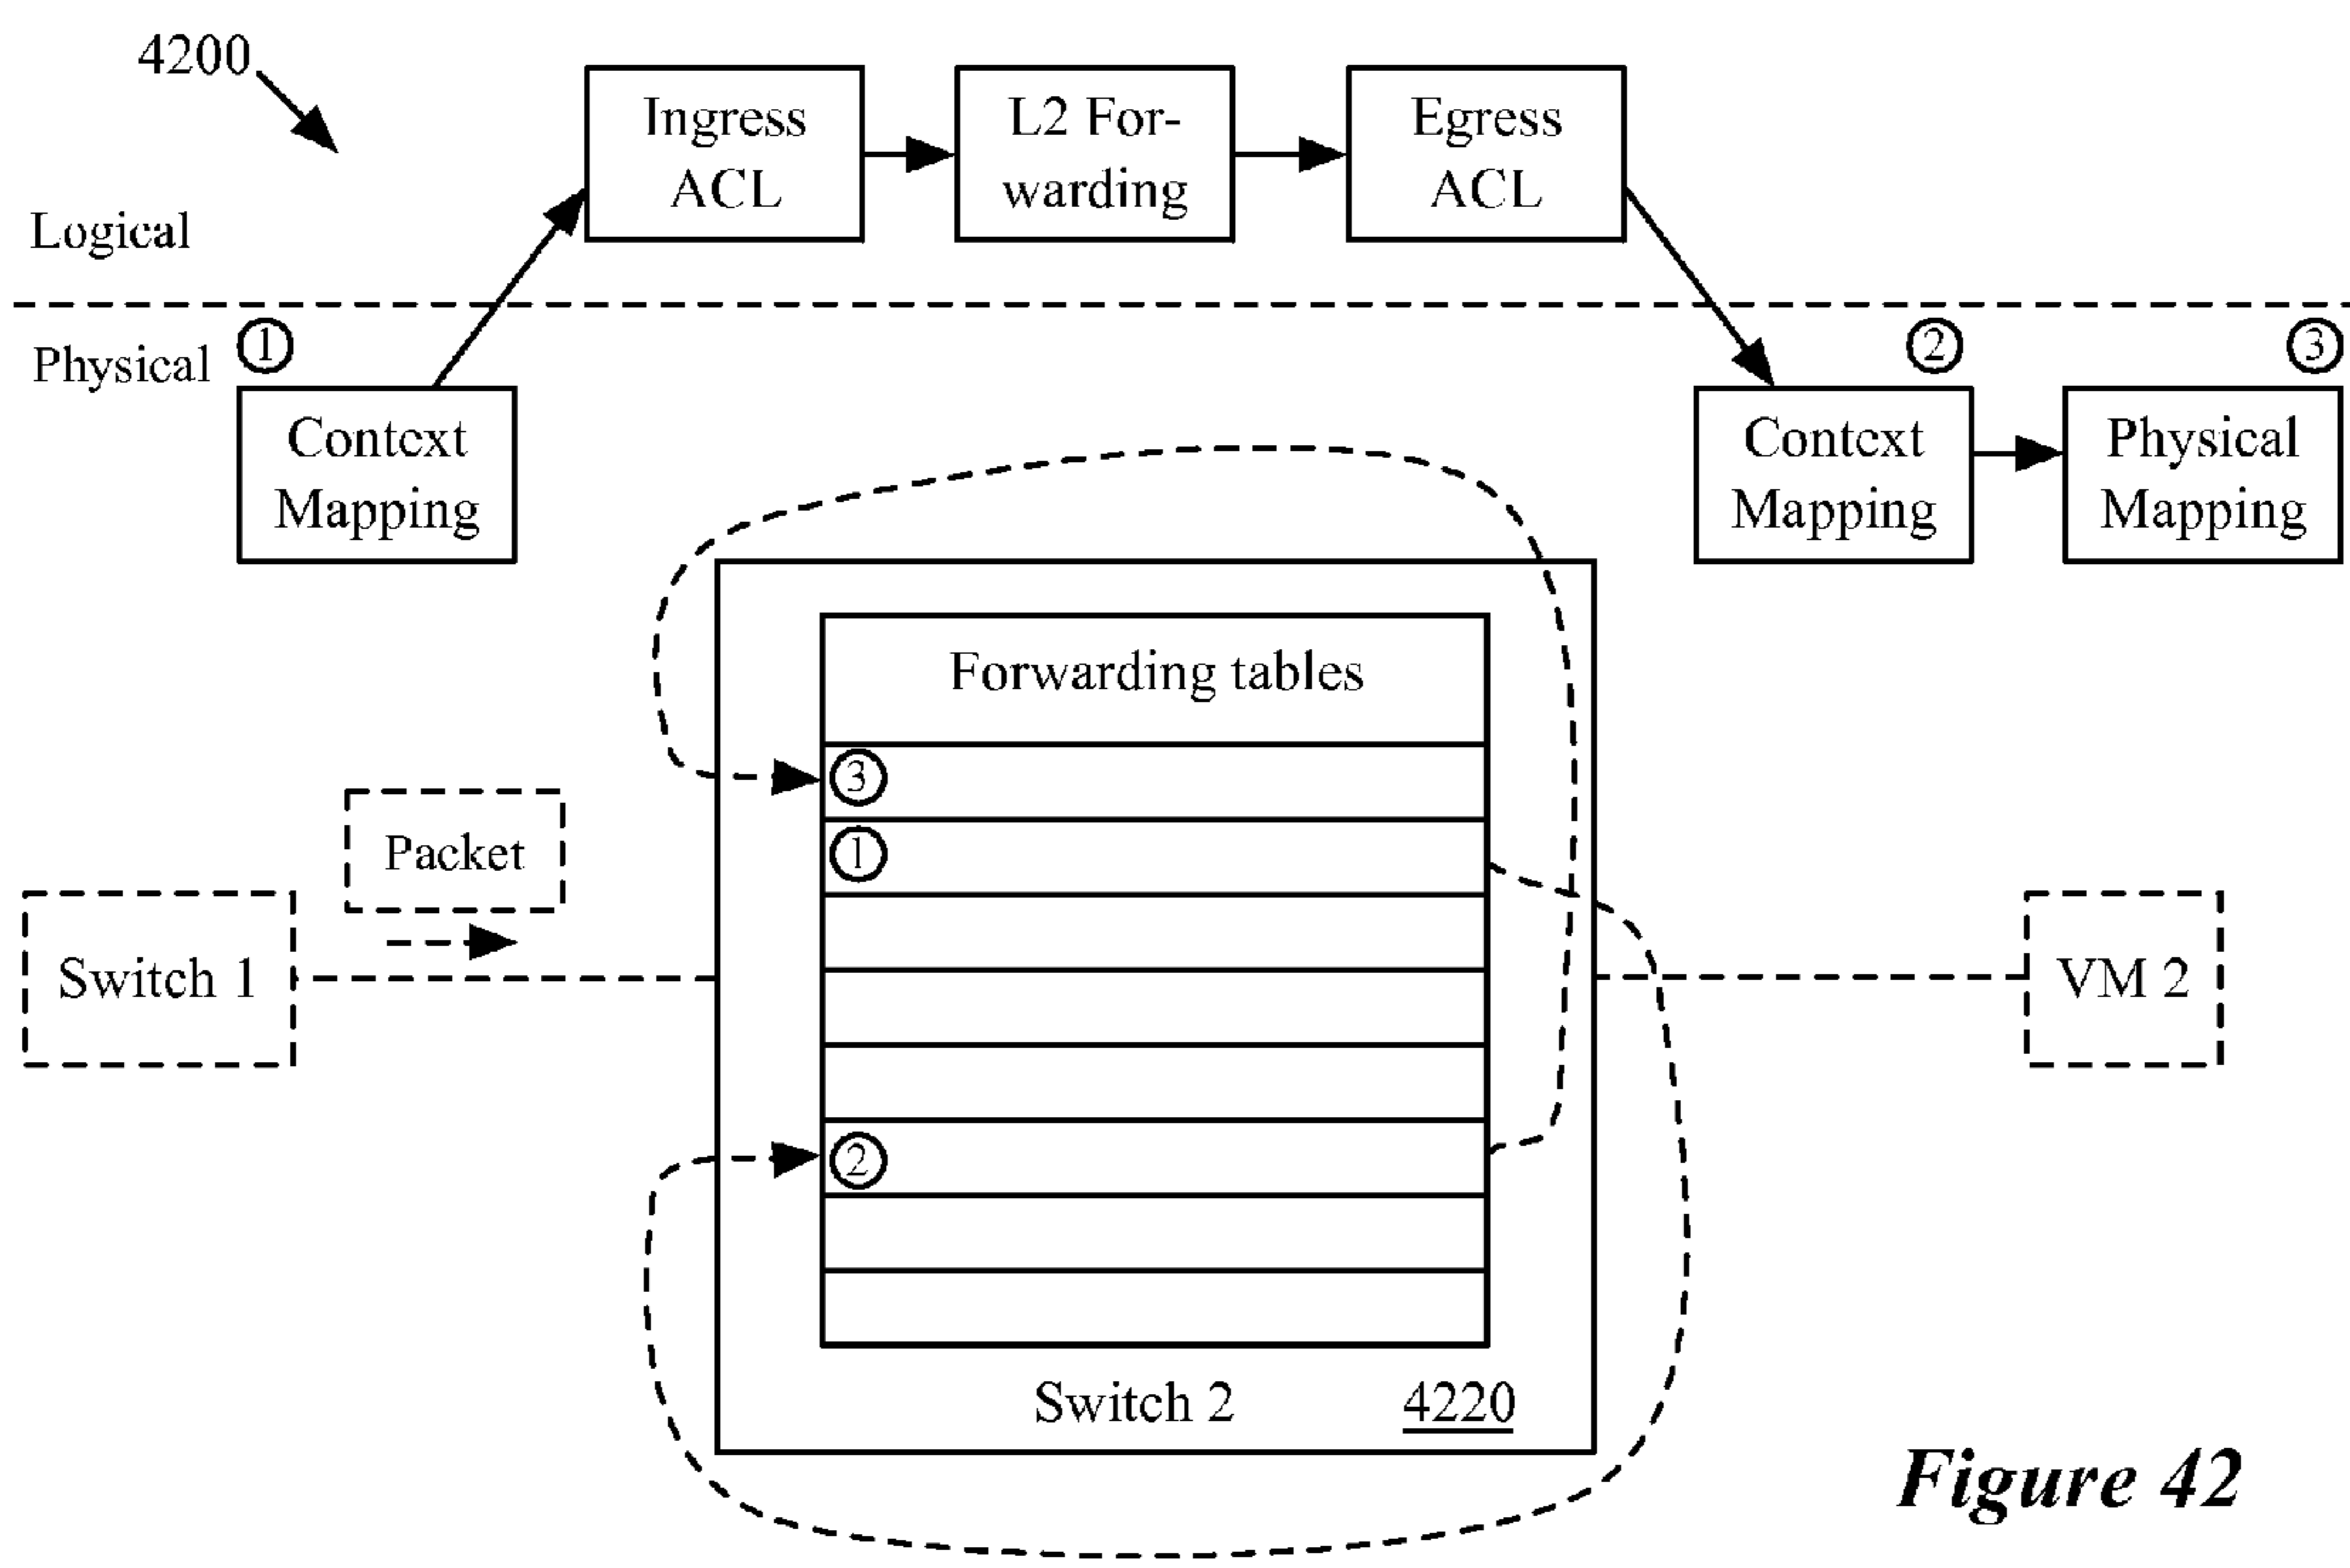 4200
Ingress
ACL
L2 For-
warding
Egress
ACL
Logical
Physical
1
2
3
Context
Mapping
Context
Mapping
Physical
Mapping
Forwarding tables
3
1
Packet
Switch 1
VM 2
2
Switch 2
4220
Figure 42